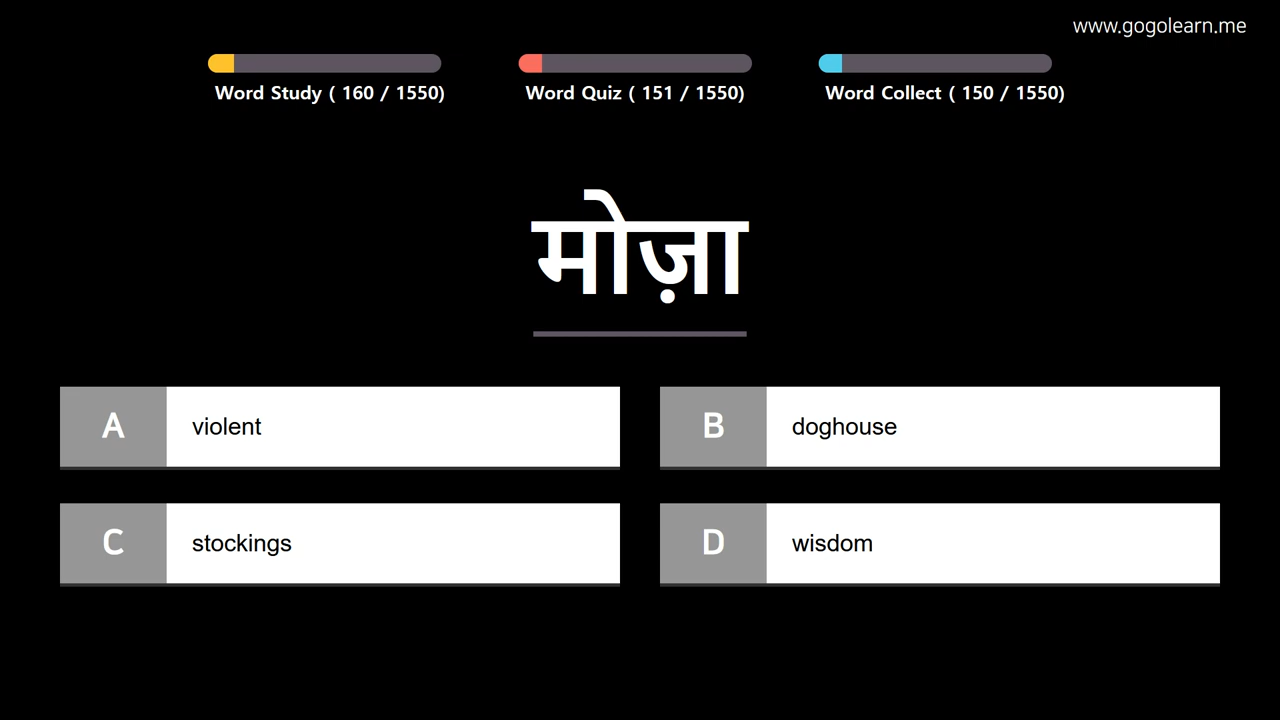 www.gogolearn.me
Word Study ( 160 / 1550)
Word Quiz ( 151 / 1550)
Word Collect ( 150 / 1550)
मोज़ा
A violent
B doghouse
C stockings
D wisdom